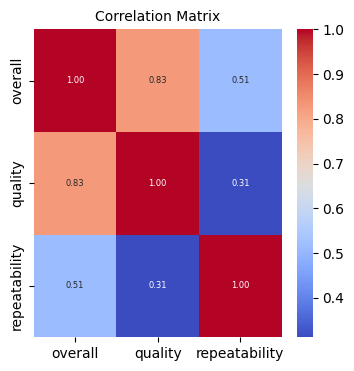 Correlation Matrix
overall 1.00 0.83 0.51
quality 0.83 1.00 0.31
repeatability 0.51 0.31 1.00
overall quality repeatability
1.0
0.9
0.8
0.7
0.6
0.5
0.4